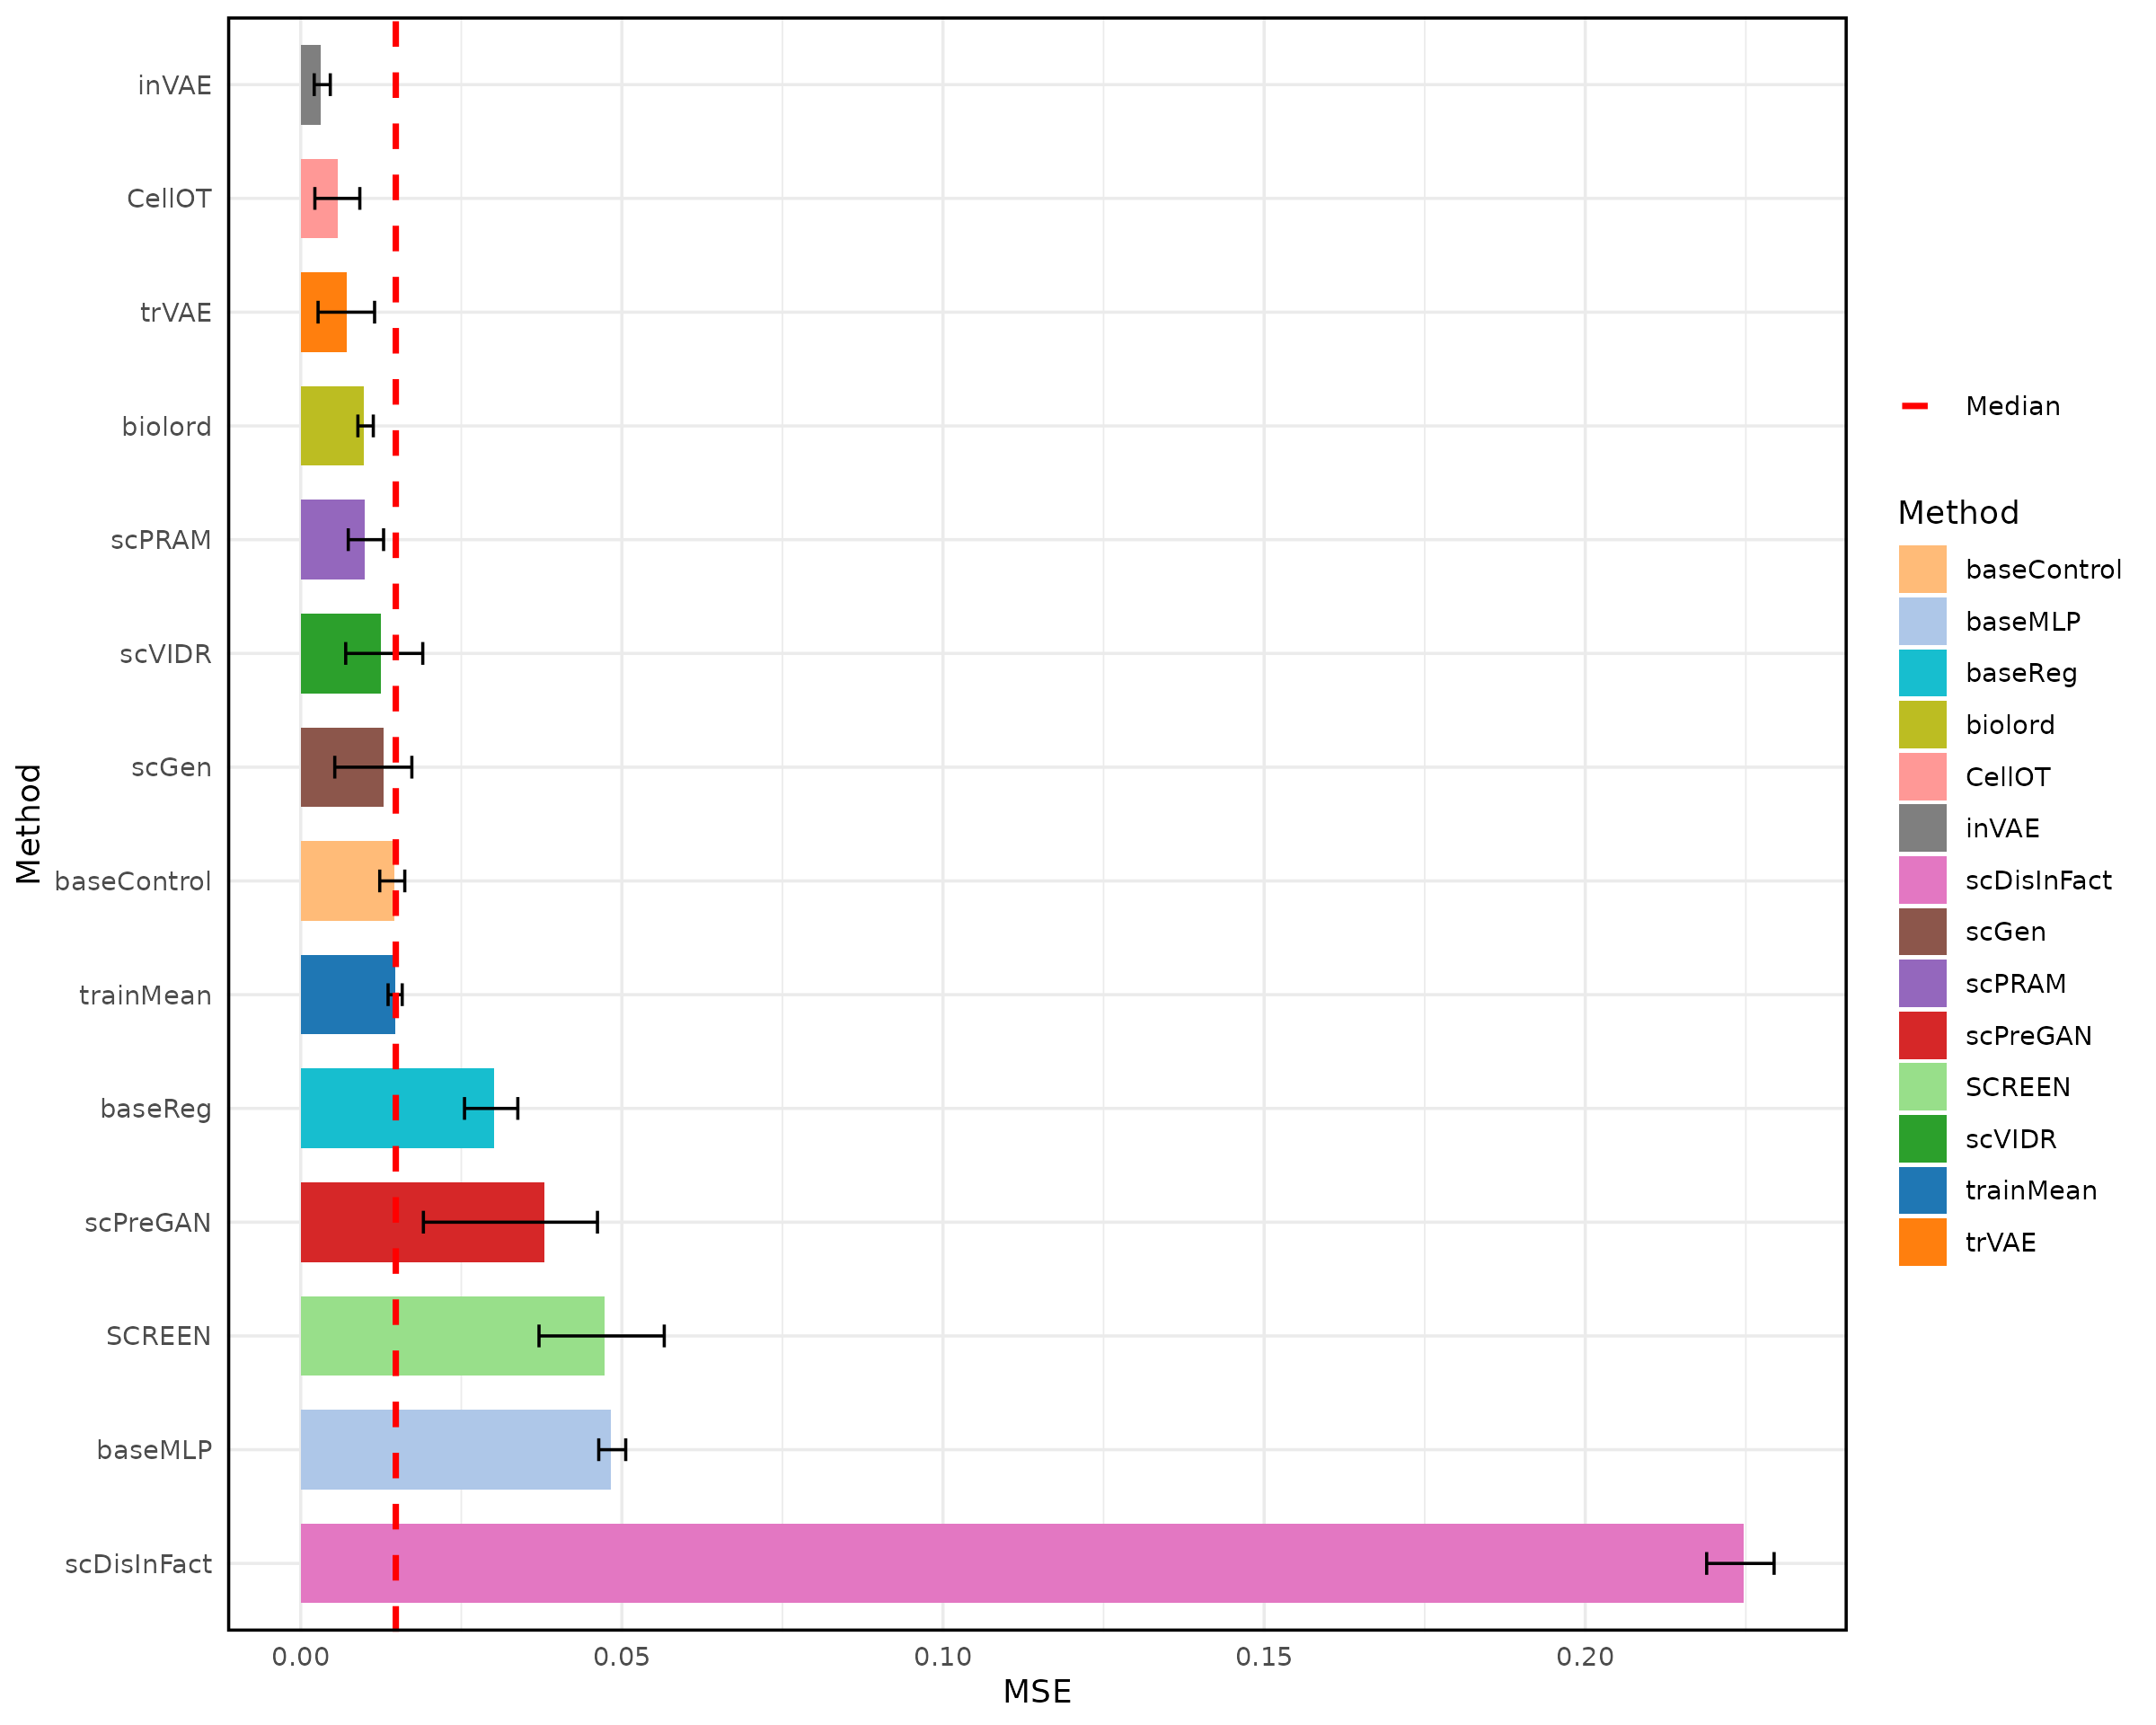 inVAE
CellOT
trVAE
biolord
scPRAM
scVIDR
scGen
baseControl
trainMean
baseReg
scPreGAN
SCREEN
baseMLP
scDisInFact
Method
0.00 0.05 0.10 0.15 0.20
MSE
Median
Method
baseControl
baseMLP
baseReg
biolord
CellOT
inVAE
scDisInFact
scGen
scPRAM
scPreGAN
SCREEN
scVIDR
trainMean
trVAE